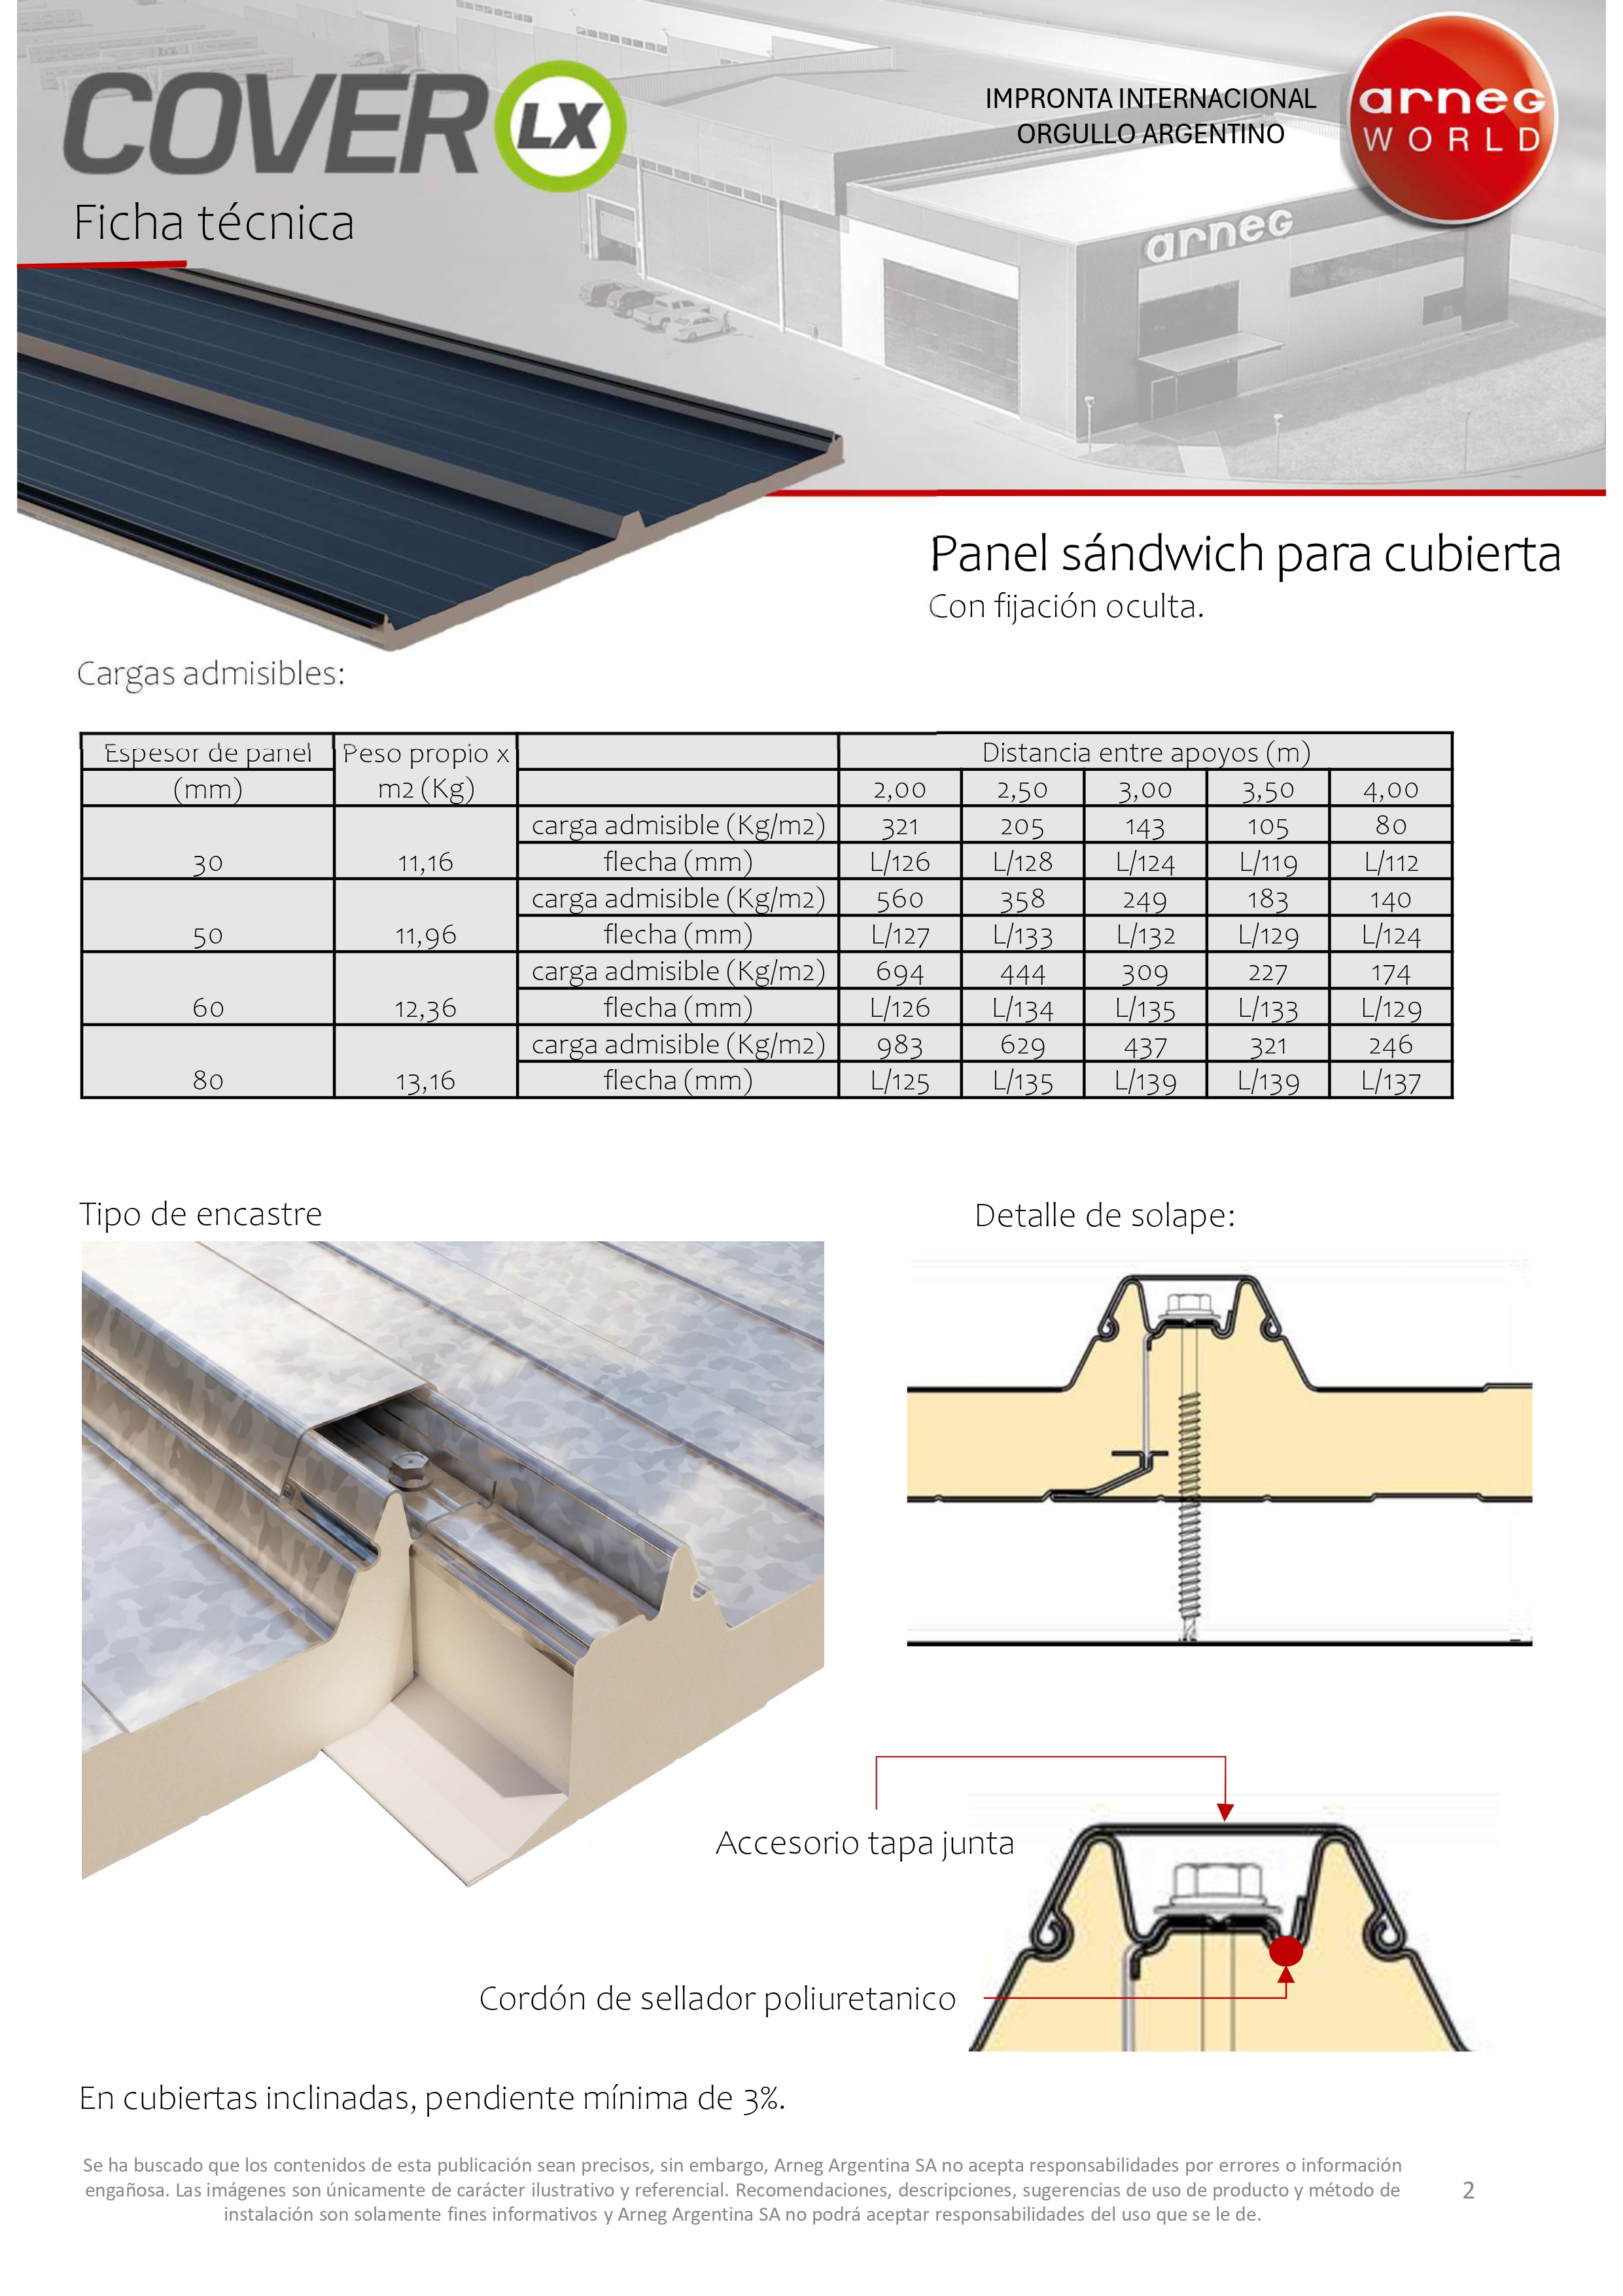 COVER LX
IMPRONTA INTERNACIONAL
ORGULLO ARGENTINO
arneg
WORLD
Ficha técnica
arneg
Panel sándwich para cubierta
Con fijación oculta.
Cargas admisibles:
Espesor de panel Peso propio x Distancia entre apoyos (m)
(mm) m2 (Kg) 2,00 2,50 3,00 3,50 4,00
carga admisible (Kg/m2) 321 205 143 105 80
30 11,16 flecha (mm) L/126 L/128 L/124 L/119 L/112
carga admisible (Kg/m2) 560 358 249 183 140
50 11,96 flecha (mm) L/127 L/133 L/132 L/129 L/124
carga admisible (Kg/m2) 694 444 309 227 174
60 12,36 flecha (mm) L/126 L/134 L/135 L/133 L/129
carga admisible (Kg/m2) 983 629 437 321 246
80 13,16 flecha (mm) L/125 L/135 L/139 L/139 L/137
Tipo de encastre
Detalle de solape:
Accesorio tapa junta
Cordón de sellador poliuretanico
En cubiertas inclinadas, pendiente mínima de 3%.
Se ha buscado que los contenidos de esta publicación sean precisos, sin embargo, Arneg Argentina SA no acepta responsabilidades por errores o información
engañosa. Las imágenes son únicamente de carácter ilustrativo y referencial. Recomendaciones, descripciones, sugerencias de uso de producto y método de
instalación son solamente fines informativos y Arneg Argentina SA no podrá aceptar responsabilidades del uso que se le de.
2